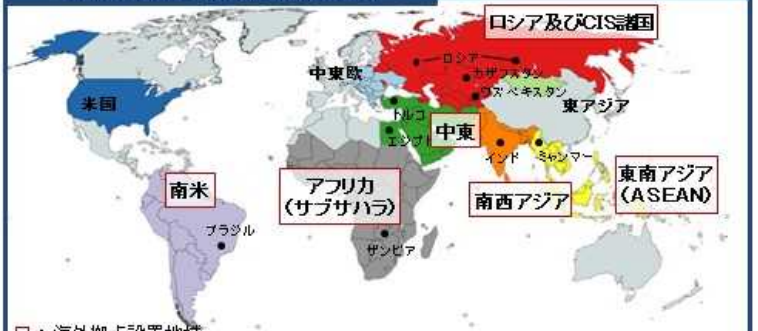 ロシア及びCIS諸国
ロシア
中東欧
カザフスタン
ウズベキスタン
米国
東アジア
トルコ
中東
エジプト
インド
ミャンマー
東南アジア
(ASEAN)
アフリカ
(サブサハラ)
南米
南西アジア
ブラジル
ザンビア
:海外拠点設置地域